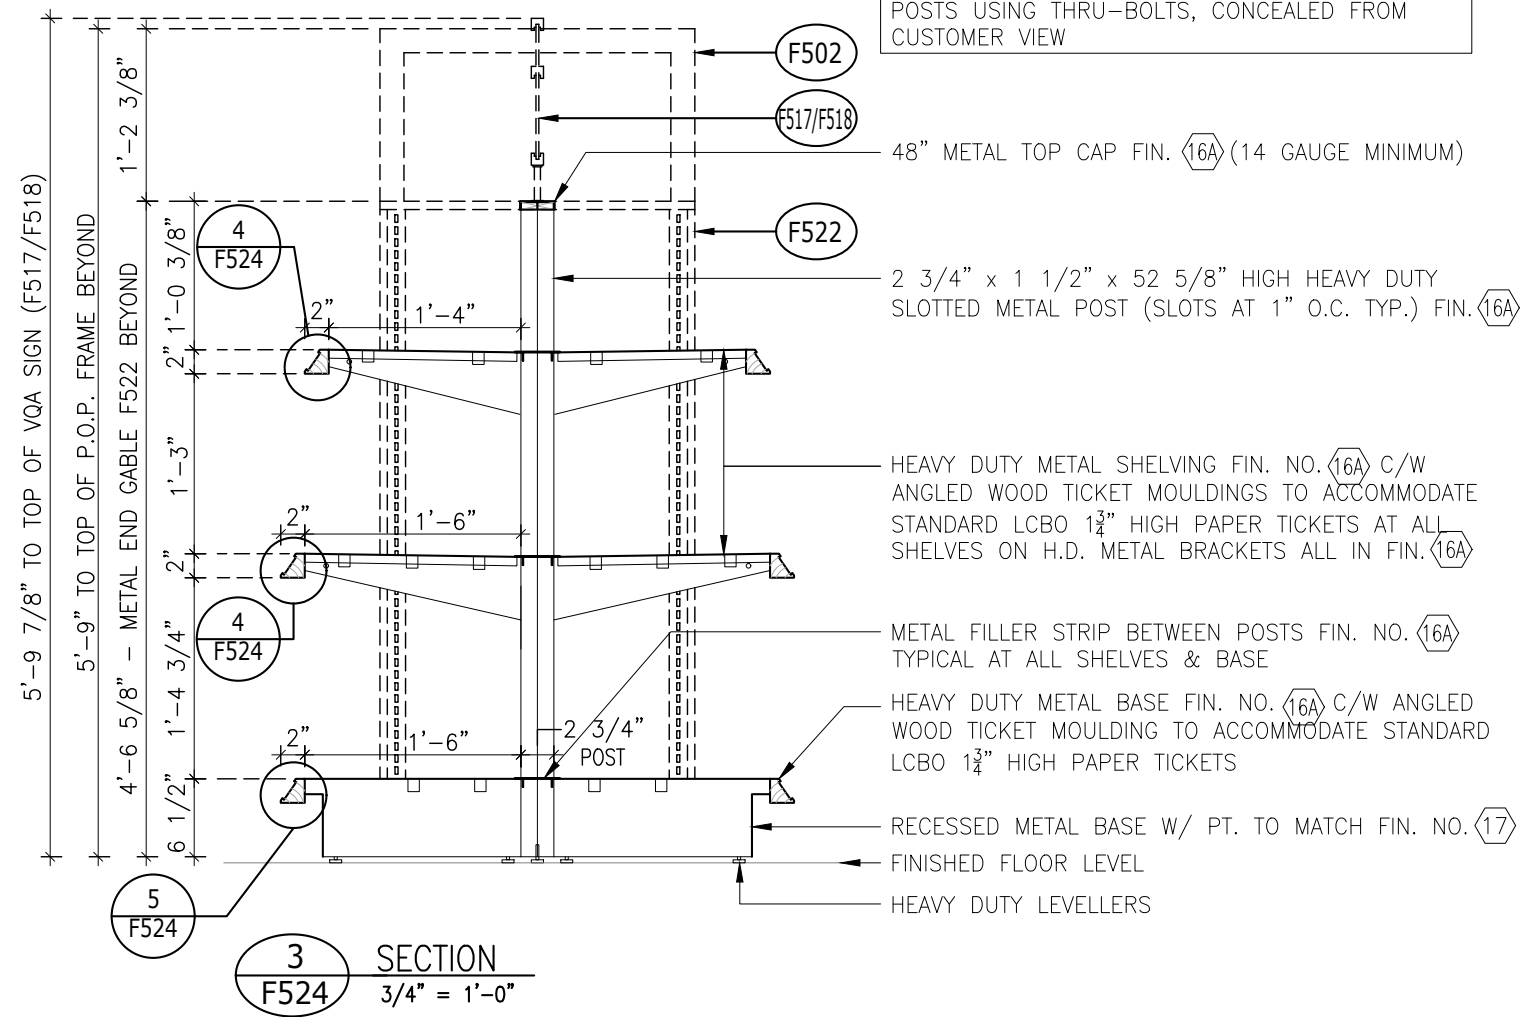 POSTS USING THRU-BOLTS, CONCEALED FROM
CUSTOMER VIEW
F502
F517/F518
48" METAL TOP CAP FIN. 16A (14 GAUGE MINIMUM)
F522
2 3/4" x 1 1/2" x 52 5/8" HIGH HEAVY DUTY
SLOTTED METAL POST (SLOTS AT 1" O.C. TYP.) FIN. 16A
HEAVY DUTY METAL SHELVING FIN. NO. 16A C/W
ANGLED WOOD TICKET MOULDINGS TO ACCOMMODATE
STANDARD LCBO 1 3/4" HIGH PAPER TICKETS AT ALL
SHELVES ON H.D. METAL BRACKETS ALL IN FIN. 16A
METAL FILLER STRIP BETWEEN POSTS FIN. NO. 16A
TYPICAL AT ALL SHELVES & BASE
HEAVY DUTY METAL BASE FIN. NO. 16A C/W ANGLED
WOOD TICKET MOULDING TO ACCOMMODATE STANDARD
LCBO 1 3/4" HIGH PAPER TICKETS
RECESSED METAL BASE W/ PT. TO MATCH FIN. NO. 17
FINISHED FLOOR LEVEL
HEAVY DUTY LEVELLERS
5'-9 7/8" TO TOP OF VQA SIGN (F517/F518)
5'-9" TO TOP OF P.O.P. FRAME BEYOND
1'-2 3/8"
4'-6 5/8" - METAL END GABLE F522 BEYOND
1'-0 3/8"
2"
1'-3"
2"
1'-4 3/4"
6 1/2"
4
F524
2"
1'-4"
2"
1'-6"
4
F524
2"
1'-6"
2 3/4"
POST
5
F524
3
F524
SECTION
3/4" = 1'-0"